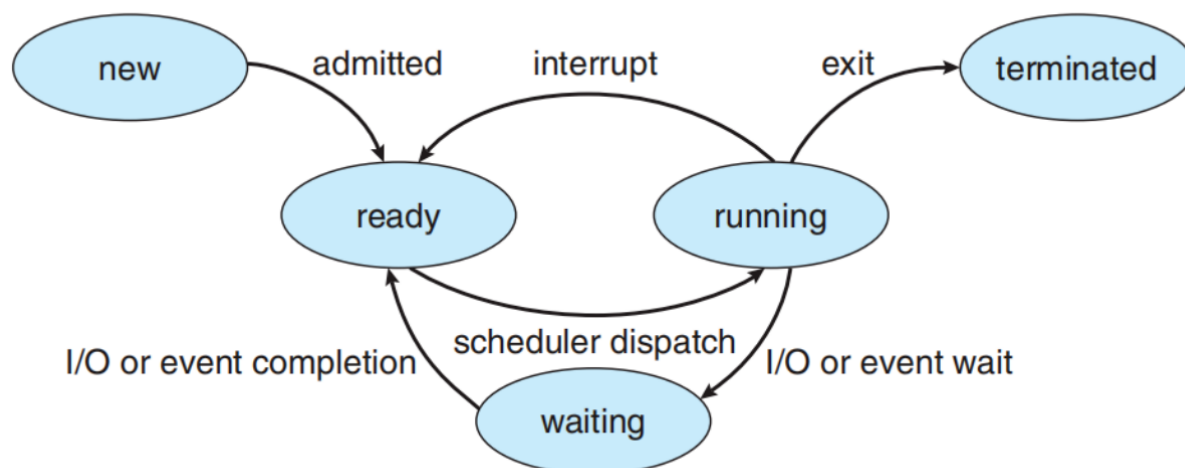 new
admitted
interrupt
exit
terminated
ready
running
scheduler dispatch
I/O or event completion
I/O or event wait
waiting